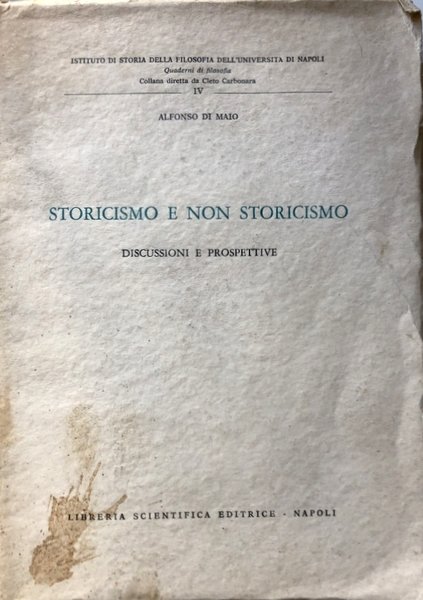 ISTITUTO DI STORIA DELLA FILOSOFIA DELL'UNIVERSITA DI NAPOLI
Quaderni di filosofia
Collana diretta da Cleto Carbonara
IV
ALFONSO DI MAIO
STORICISMO E NON STORICISMO
DISCUSSIONI E PROSPETTIVE
LIBRERIA SCIENTIFICA EDITRICE - NAPOLI